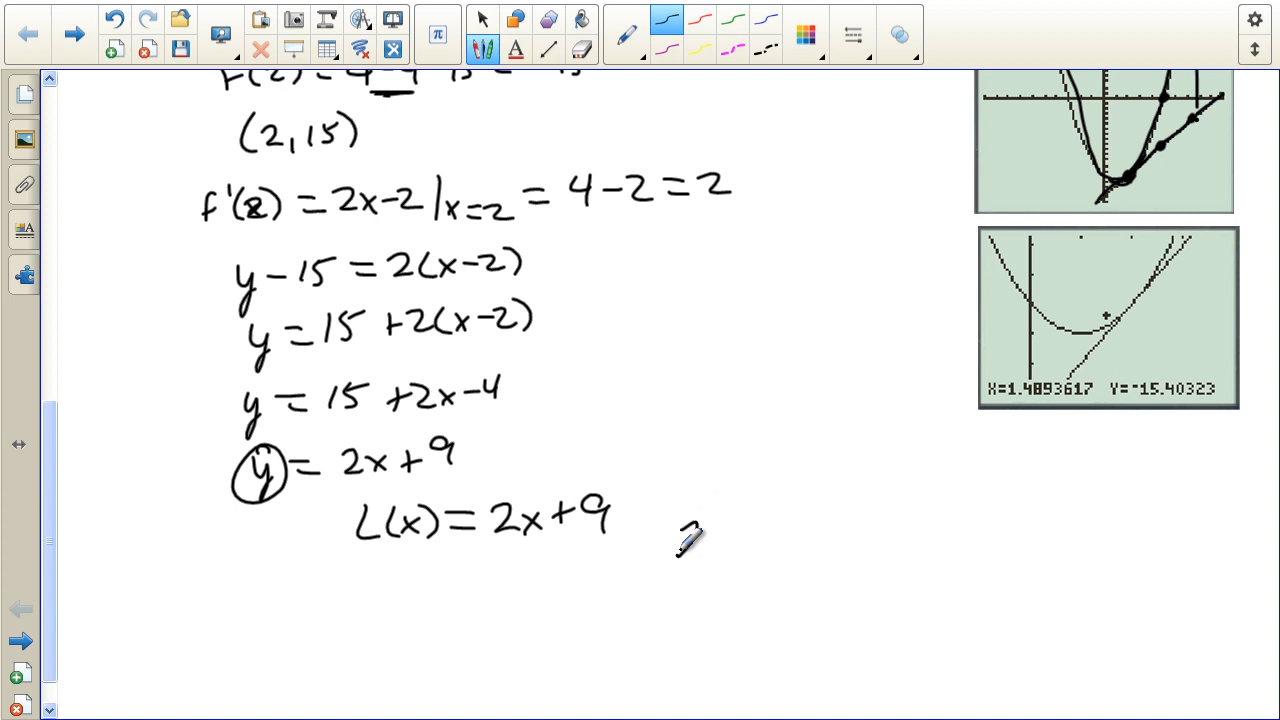 (2,15)
f'(2) = 2x-2|x=2 = 4-2=2
y-15 = 2(x-2)
y = 15 +2(x-2)
y = 15 +2x-4
y = 2x+9
L(x) = 2x+9
X=1.4893617 Y=-15.40323